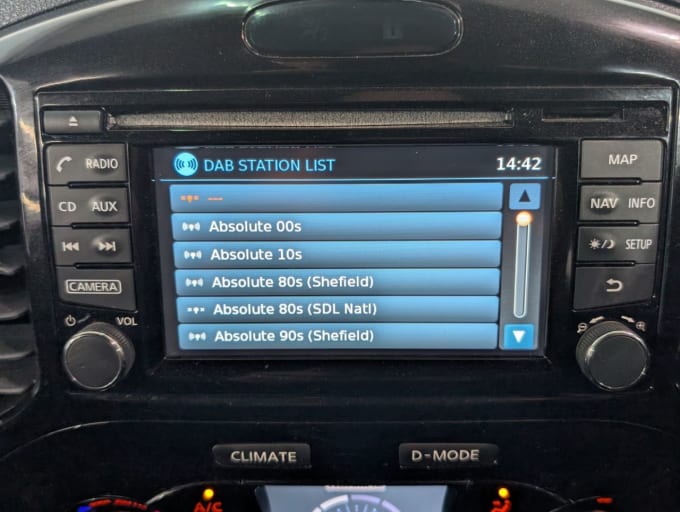 DAB STATION LIST 14:42
---
Absolute 00s
Absolute 10s
Absolute 80s (Shefield)
Absolute 80s (SDL Natl)
Absolute 90s (Shefield)
RADIO
CD AUX
CAMERA
VOL
MAP
NAV INFO
SETUP
CLIMATE
D-MODE
A/C